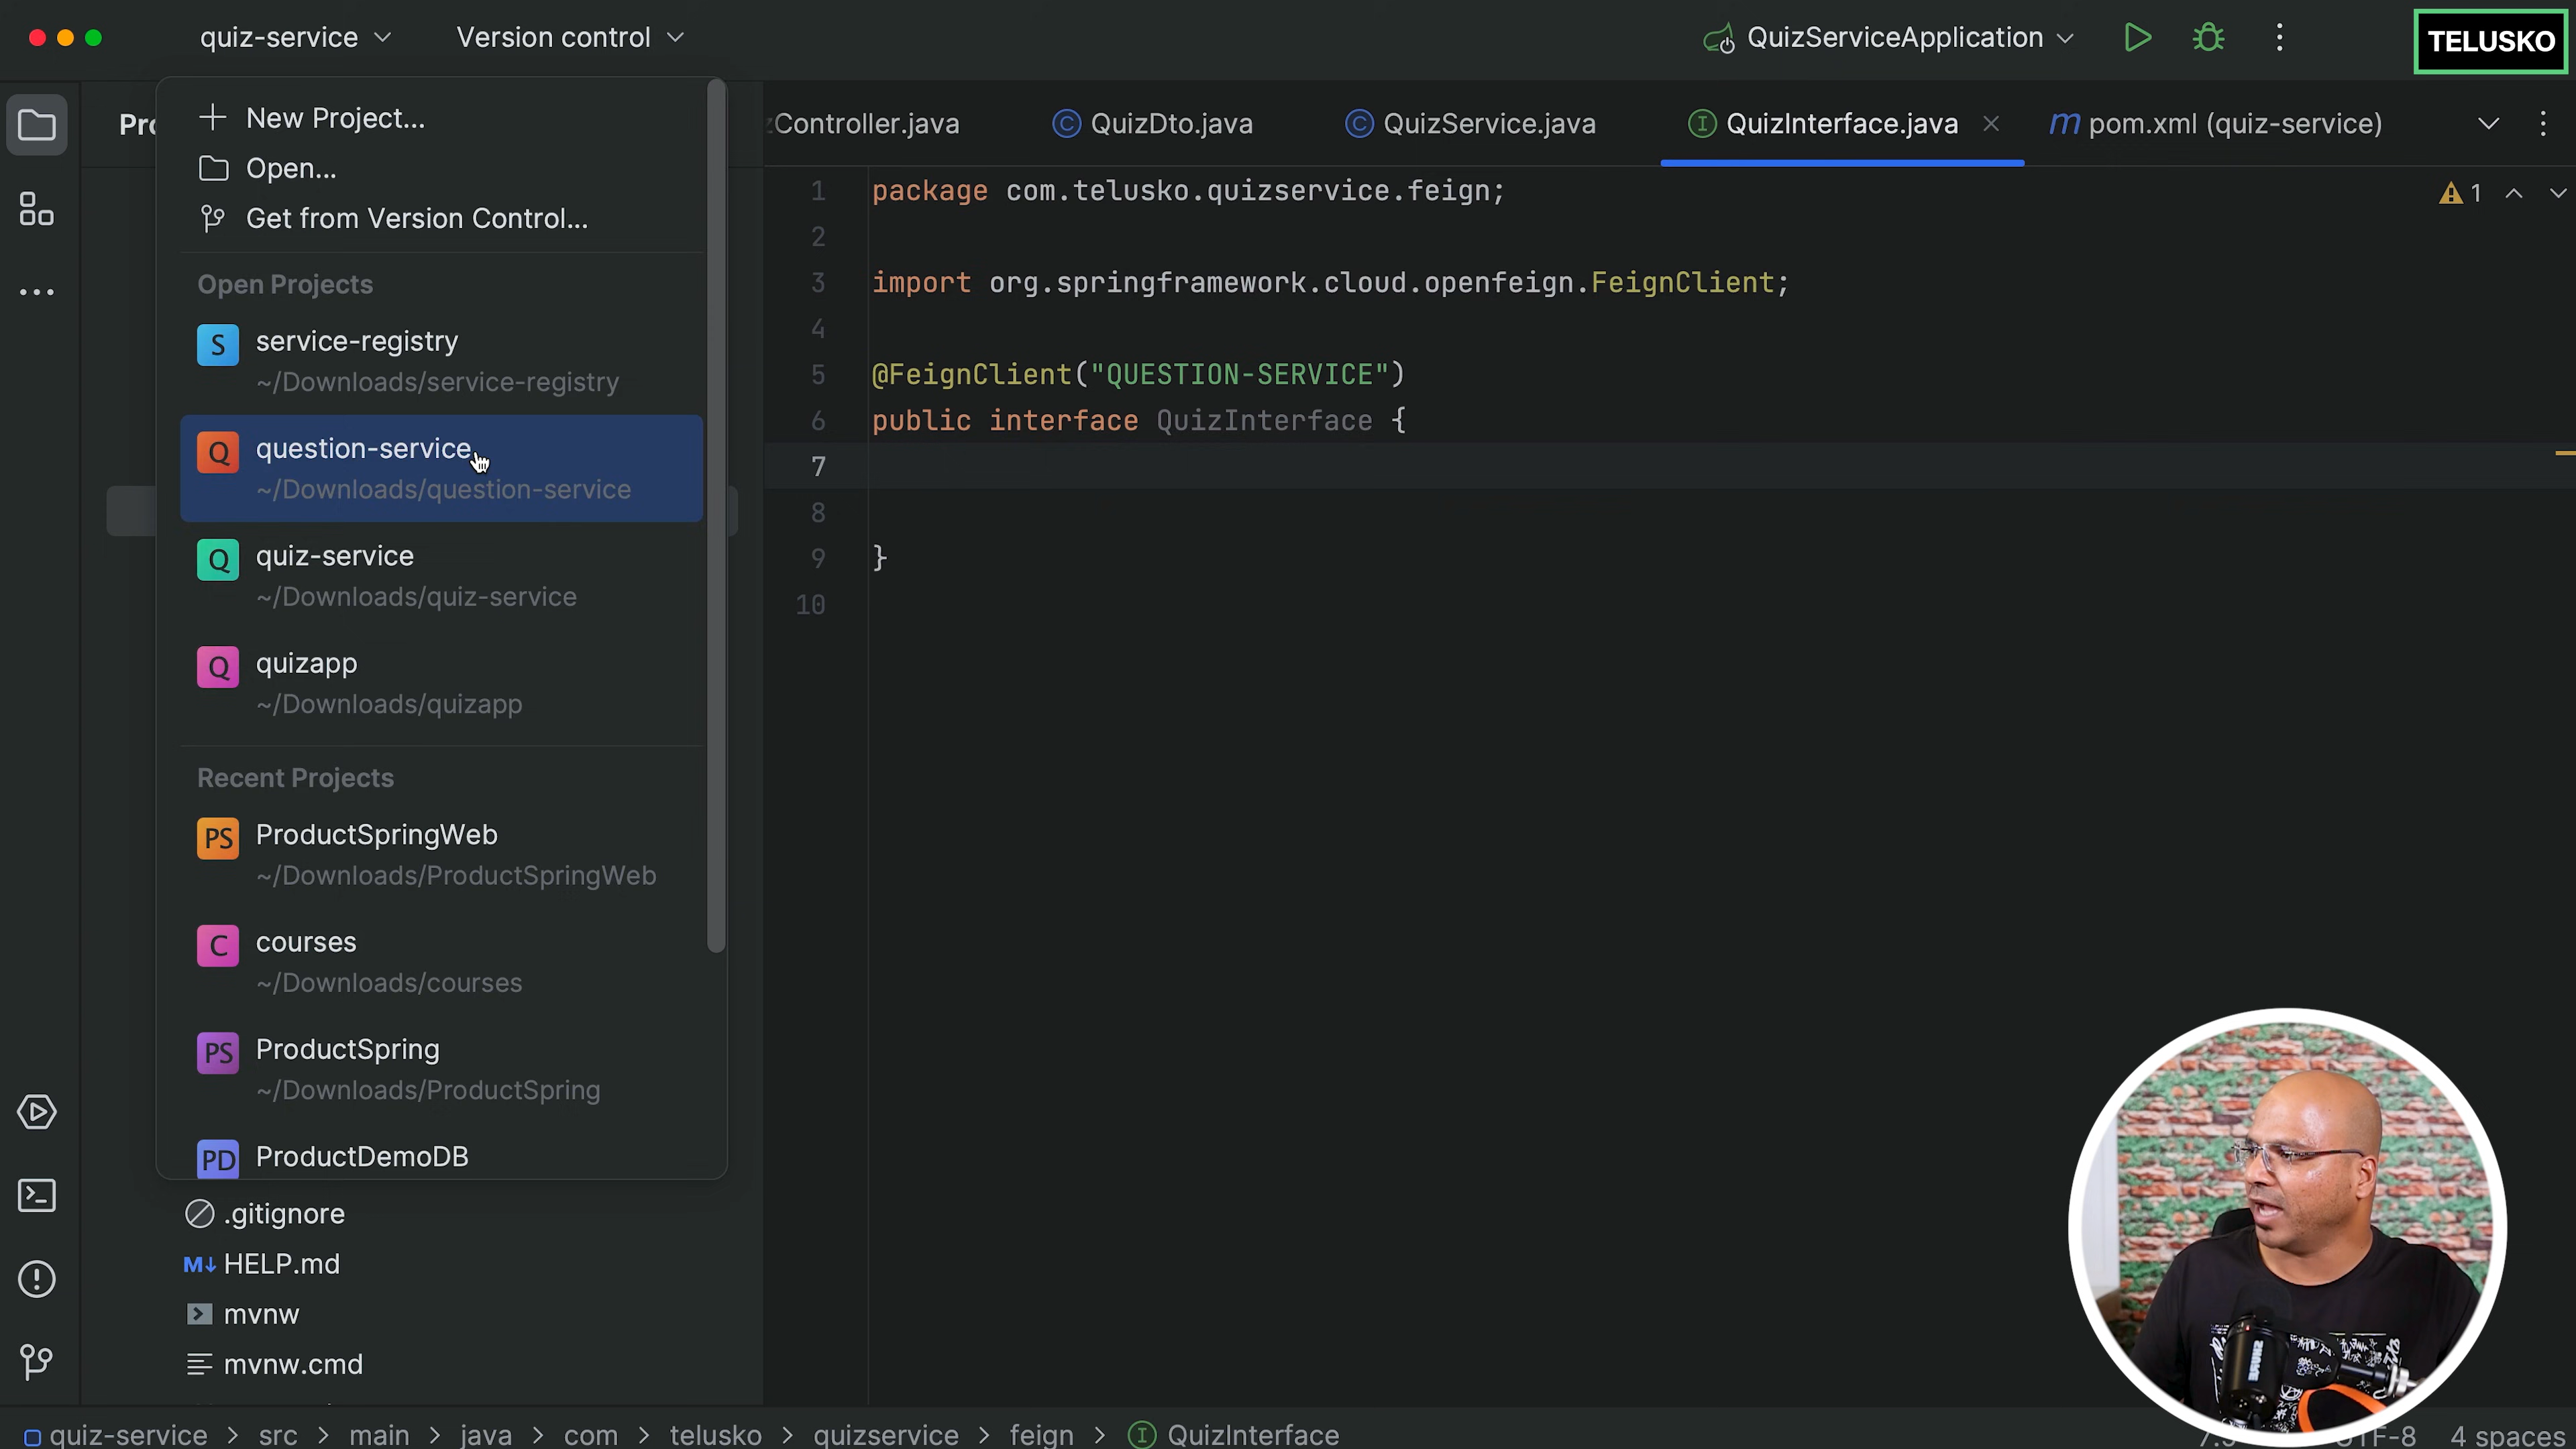 quiz-service
Version control
QuizServiceApplication
TELUSKO
Pro
New Project...
Open...
Get from Version Control...
Open Projects
S
service-registry
~/Downloads/service-registry
Q
question-service
~/Downloads/question-service
Q
quiz-service
~/Downloads/quiz-service
Q
quizapp
~/Downloads/quizapp
Recent Projects
PS
ProductSpringWeb
~/Downloads/ProductSpringWeb
C
courses
~/Downloads/courses
PS
ProductSpring
~/Downloads/ProductSpring
PD
ProductDemoDB
.gitignore
M↓ HELP.md
mvnw
mvnw.cmd
Controller.java
C QuizDto.java
C QuizService.java
I QuizInterface.java
m pom.xml (quiz-service)
1 package com.telusko.quizservice.feign;
2
3 import org.springframework.cloud.openfeign.FeignClient;
4
5 @FeignClient("QUESTION-SERVICE")
6 public interface QuizInterface {
7
8
9 }
10
1
quiz-service > src > main > java > com > telusko > quizservice > feign > I QuizInterface
4 spaces